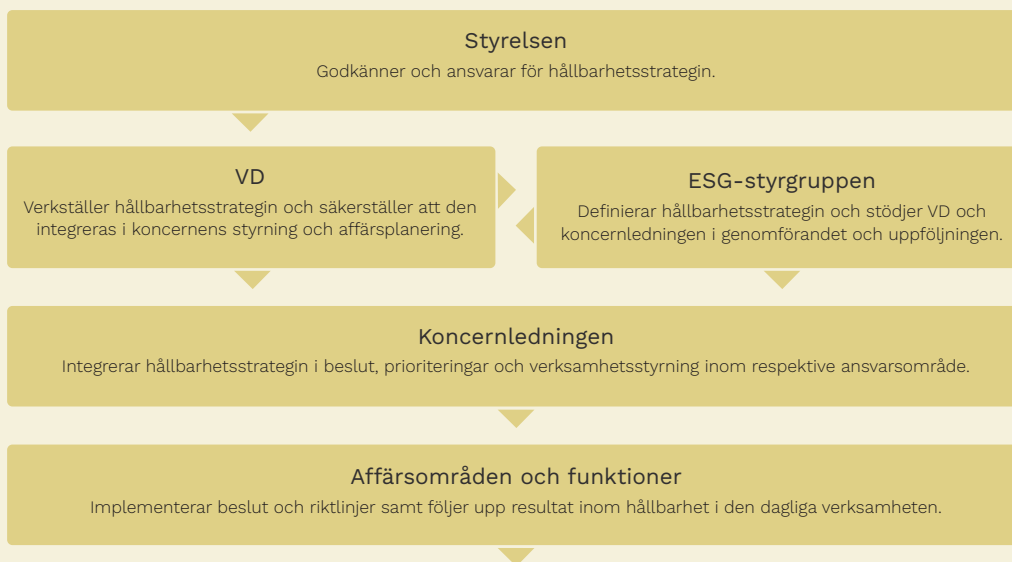 Styrelsen
Godkänner och ansvarar för hållbarhetsstrategin.
VD
Verkställer hållbarhetsstrategin och säkerställer att den
integreras i koncernens styrning och affärsplanering.
ESG-styrgruppen
Definierar hållbarhetsstrategin och stödjer VD och
koncernledningen i genomförandet och uppföljningen.
Koncernledningen
Integrerar hållbarhetsstrategin i beslut, prioriteringar och verksamhetsstyrning inom respektive ansvarsområde.
Affärsområden och funktioner
Implementerar beslut och riktlinjer samt följer upp resultat inom hållbarhet i den dagliga verksamheten.